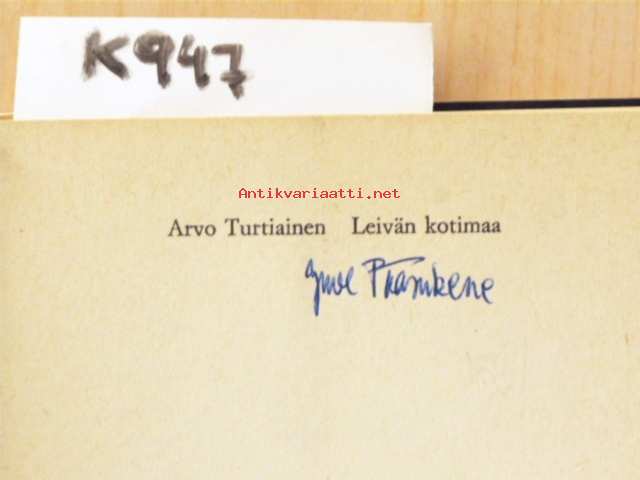 K947
Antikvariaatti.net
Arvo Turtiainen Leivän kotimaa